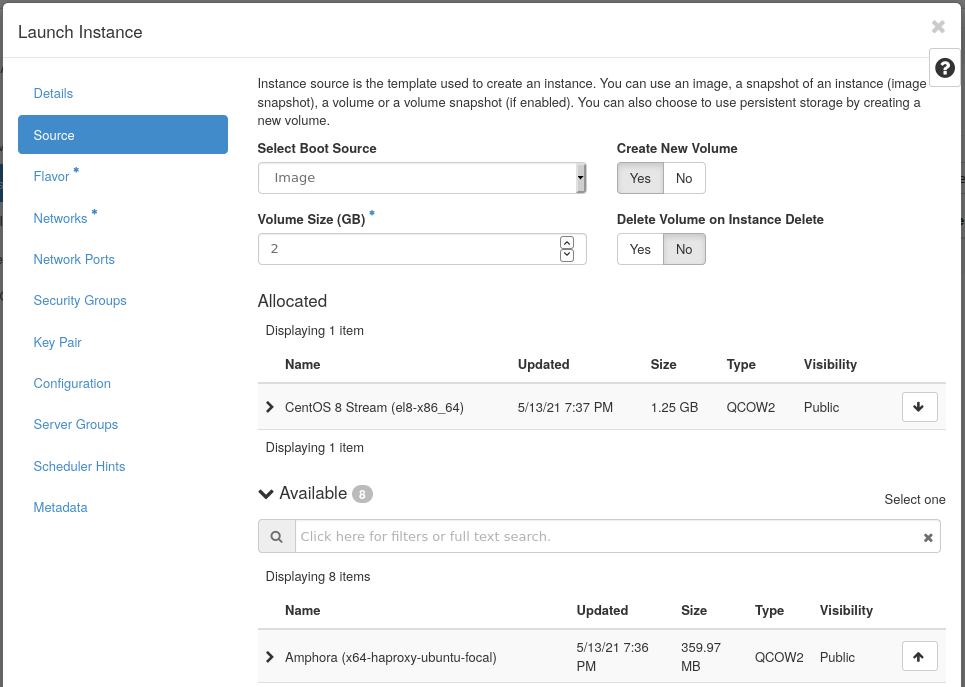 Launch Instance
Details
Source
Flavor *
Networks *
Network Ports
Security Groups
Key Pair
Configuration
Server Groups
Scheduler Hints
Metadata
Instance source is the template used to create an instance. You can use an image, a snapshot of an instance (image
snapshot), a volume or a volume snapshot (if enabled). You can also choose to use persistent storage by creating a
new volume.
Select Boot Source
Image
Create New Volume
Yes No
Volume Size (GB) *
2
Delete Volume on Instance Delete
Yes No
Allocated
Displaying 1 item
Name Updated Size Type Visibility
CentOS 8 Stream (el8-x86_64) 5/13/21 7:37 PM 1.25 GB QCOW2 Public
Displaying 1 item
Available 8
Select one
Click here for filters or full text search.
Displaying 8 items
Name Updated Size Type Visibility
Amphora (x64-haproxy-ubuntu-focal) 5/13/21 7:36 PM 359.97 MB QCOW2 Public